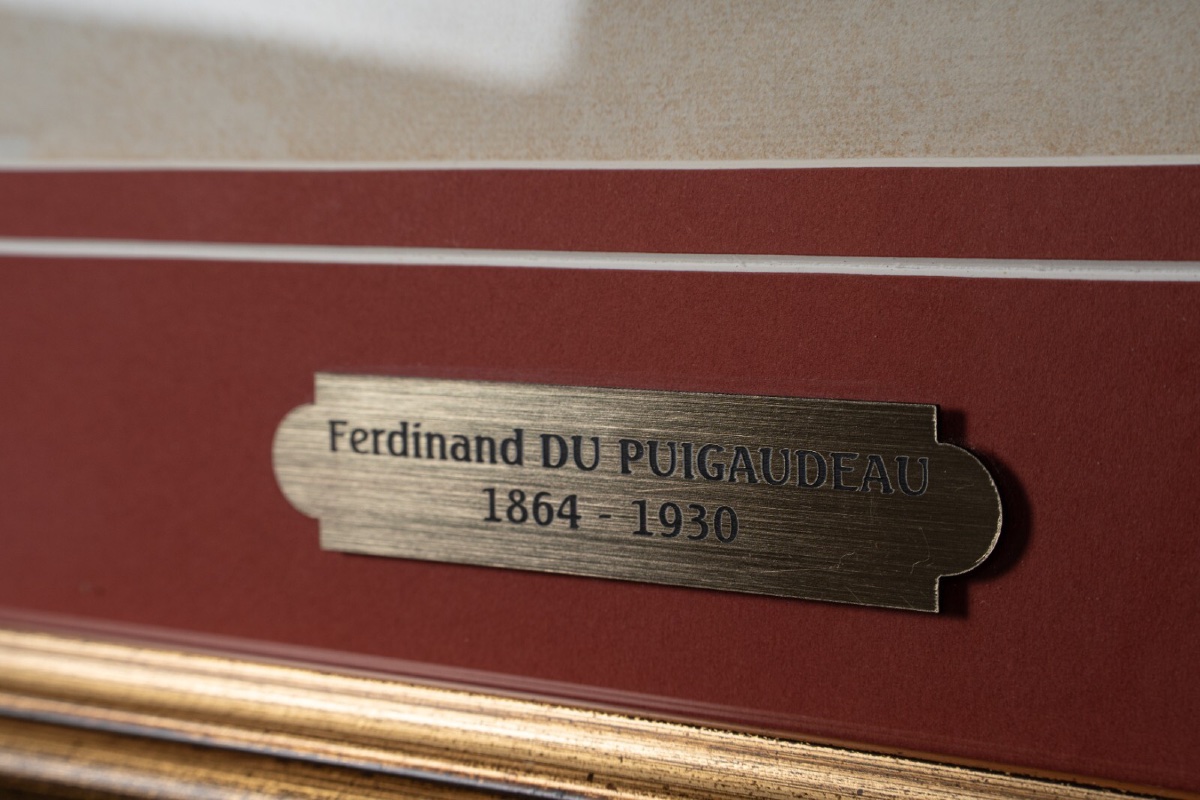 Ferdinand DU PUIGAUDEAU
1864 - 1930